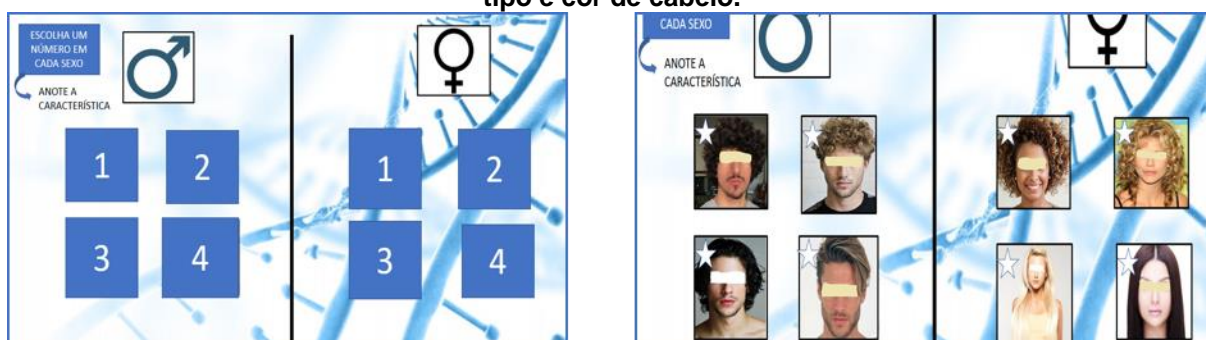 tipo e cor de cabelo.
ESCOLHA UM
NÚMERO EM
CADA SEXO
ANOTE A
CARACTERÍSTICA
1 2
3 4
1 2
3 4
CADA SEXO
ANOTE A
CARACTERÍSTICA